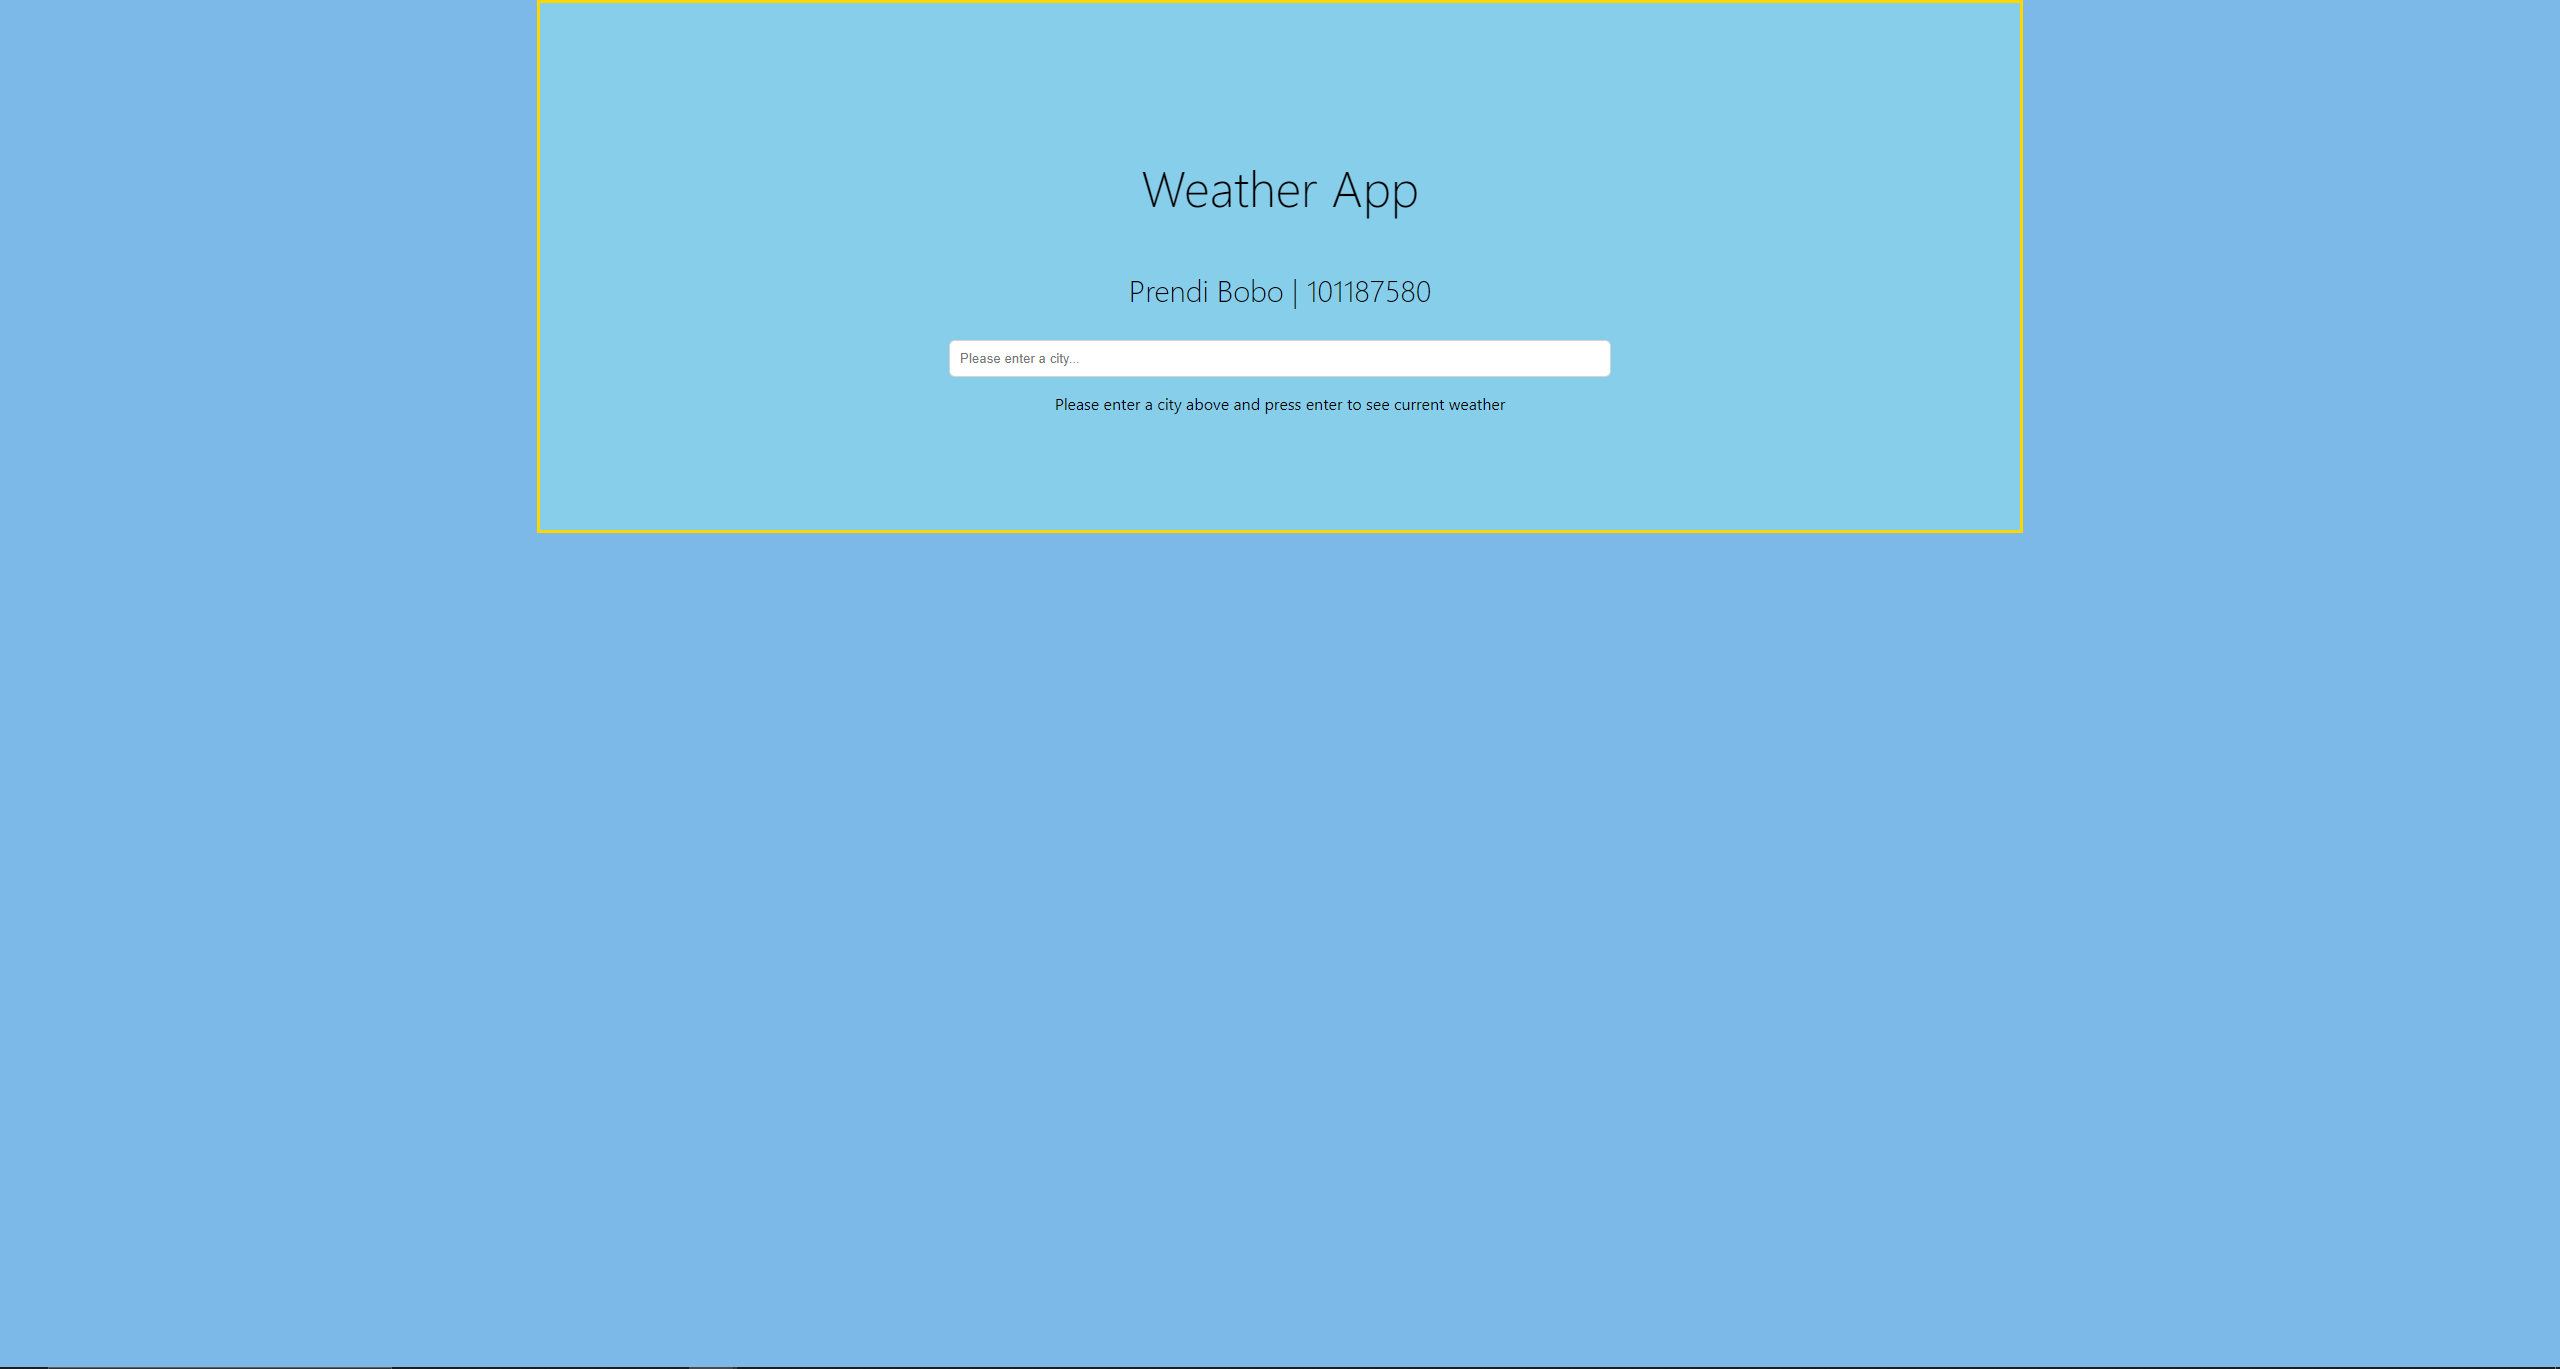 Weather App
Prendi Bobo | 101187580
Please enter a city...
Please enter a city above and press enter to see current weather